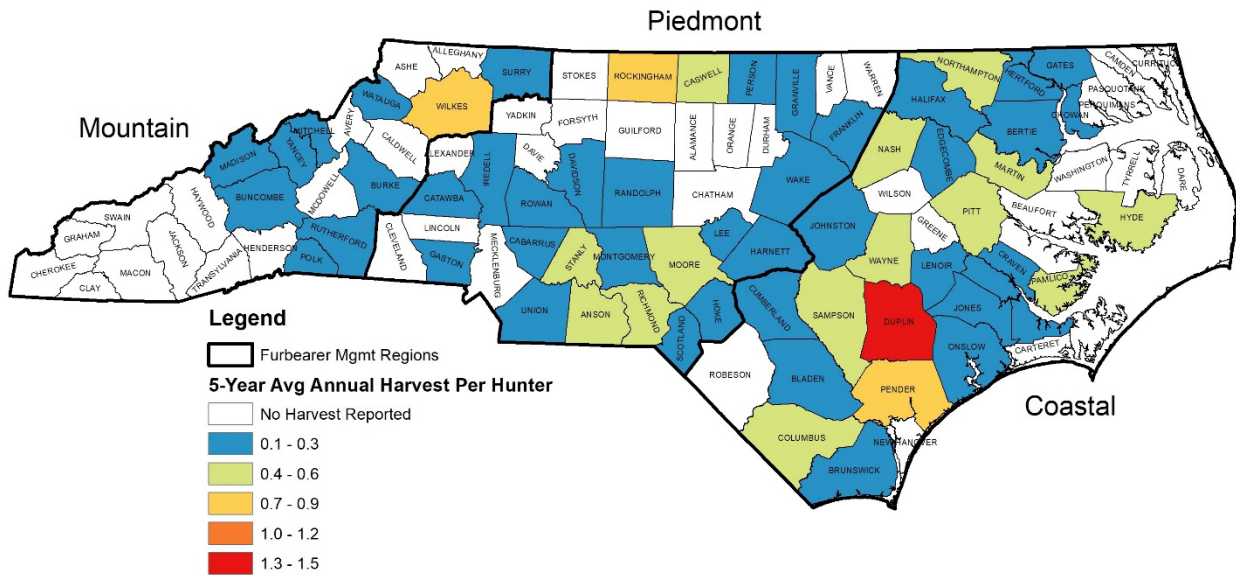 Piedmont
Mountain
Coastal
ALLEGHANY
ASHE
SURRY
STOKES
ROCKINGHAM
CASWELL
PERSON
GRANVILLE
VANCE
WARREN
NORTHAMPTON
HERTFORD
GATES
CAMDEN
CURRITUCK
PASQUOTANK
PERQUIMANS
CHOWAN
WATAUGA
WILKES
YADKIN
FORSYTH
GUILFORD
ALAMANCE
ORANGE
DURHAM
FRANKLIN
HALIFAX
BERTIE
MITCHELL
AVERY
CALDWELL
LEXANDER
DAVIE
IREDELL
DAVIDSON
NASH
EDGECOMBE
MARTIN
WASHINGTON
TYRRELL
DARE
MADISON
YANCEY
BURKE
MCDOWELL
CATAWBA
ROWAN
RANDOLPH
CHATHAM
WAKE
WILSON
PITT
BEAUFORT
HYDE
HAYWOOD
BUNCOMBE
SWAIN
GRAHAM
JACKSON
RUTHERFORD
LINCOLN
CLEVELAND
GASTON
MECKLENBURG
CABARRUS
STANLY
MONTGOMERY
MOORE
LEE
HARNETT
JOHNSTON
GREENE
WAYNE
LENOIR
CRAVEN
PAMLICO
HENDERSON
POLK
TRANSYLVANIA
CHEROKEE
MACON
CLAY
UNION
ANSON
RICHMOND
SCOTLAND
HOKE
CUMBERLAND
SAMPSON
DUPLIN
JONES
ONSLOW
CARTERET
ROBESON
BLADEN
PENDER
NEW HANOVER
COLUMBUS
BRUNSWICK
Legend
Furbearer Mgmt Regions
5-Year Avg Annual Harvest Per Hunter
No Harvest Reported
0.1 - 0.3
0.4 - 0.6
0.7 - 0.9
1.0 - 1.2
1.3 - 1.5